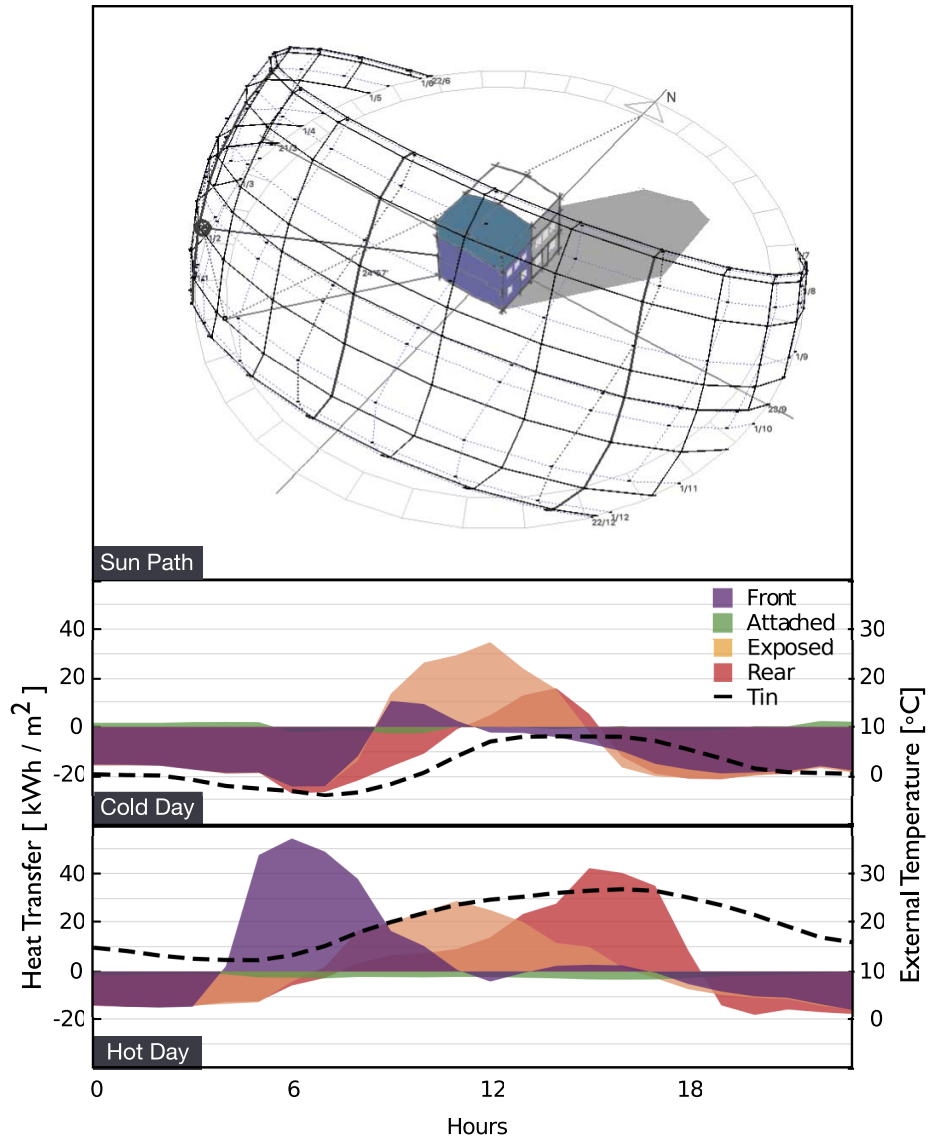 1/6
22/6
1/5
N
1/4
21/3
1/3
1/2
1/1
24°57'
1/8
1/9
23/9
1/10
1/11
1/12
22/12
Sun Path
Front
Attached
Exposed
Rear
Tin
40
20
0
-20
30
20
10
0
Cold Day
Heat Transfer [ kWh / m2 ]
External Temperature [◦C]
40
20
0
-20
30
20
10
0
Hot Day
0 6 12 18
Hours